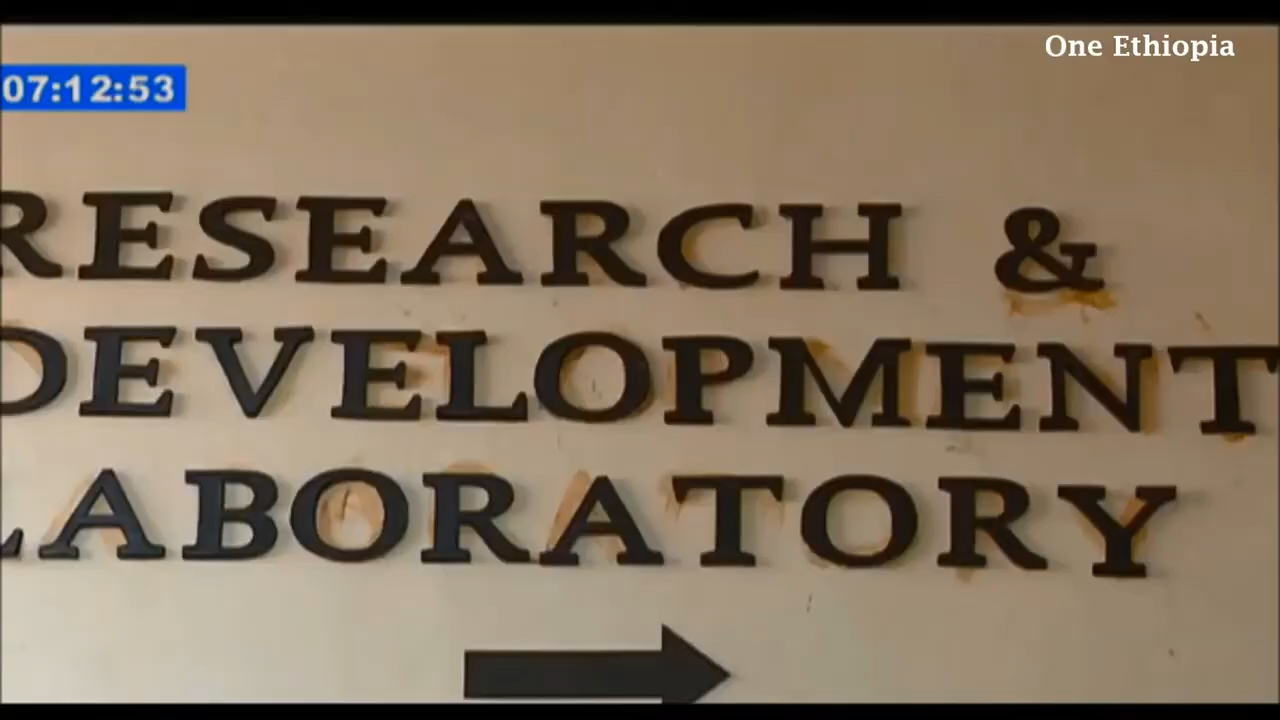 One Ethiopia
07:12:53
RESEARCH &
DEVELOPMENT
LABORATORY